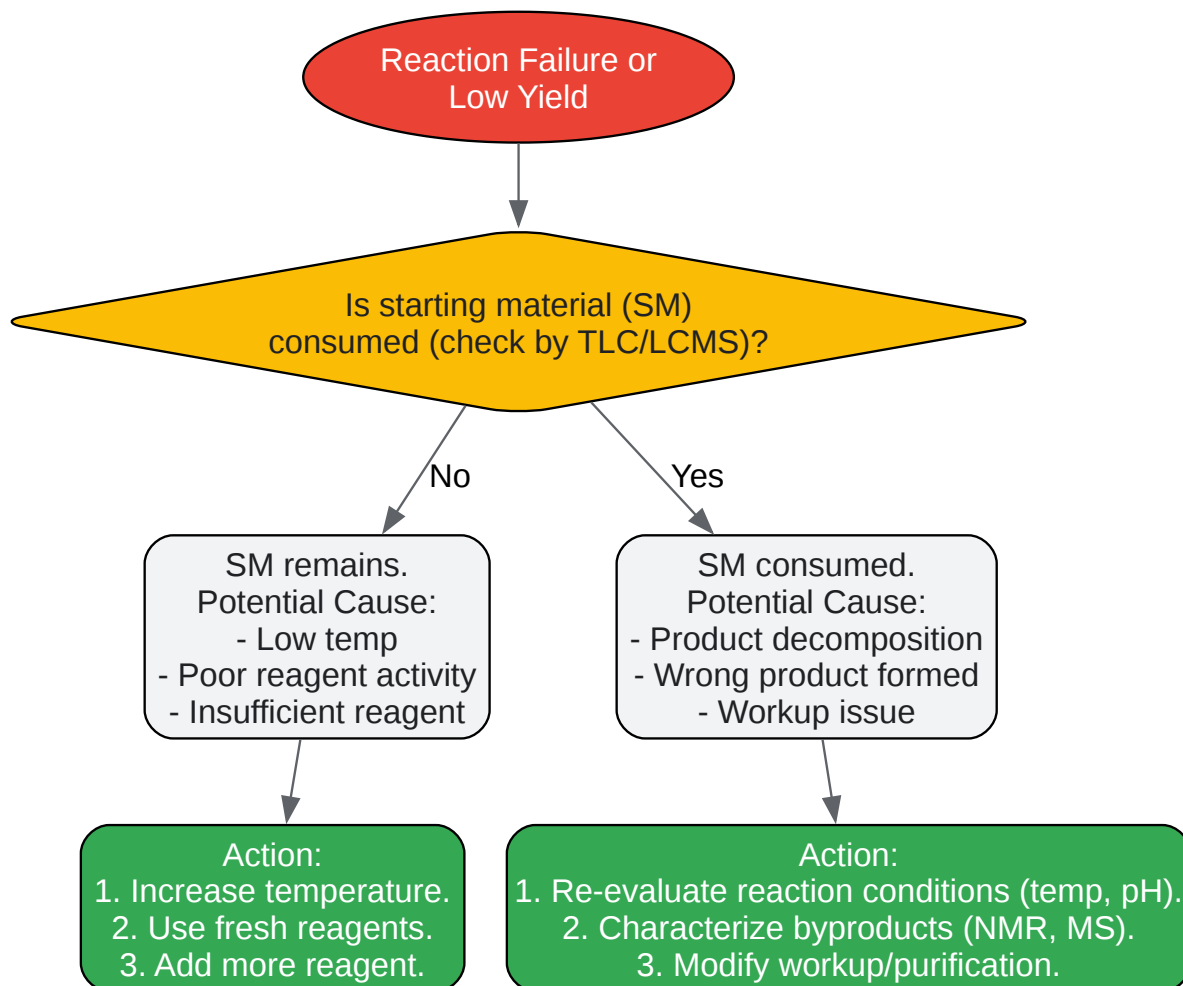 Reaction Failure or
Low Yield
Is starting material (SM)
consumed (check by TLC/LCMS)?
No
Yes
SM remains.
Potential Cause:
- Low temp
- Poor reagent activity
- Insufficient reagent
SM consumed.
Potential Cause:
- Product decomposition
- Wrong product formed
- Workup issue
Action:
1. Increase temperature.
2. Use fresh reagents.
3. Add more reagent.
Action:
1. Re-evaluate reaction conditions (temp, pH).
2. Characterize byproducts (NMR, MS).
3. Modify workup/purification.